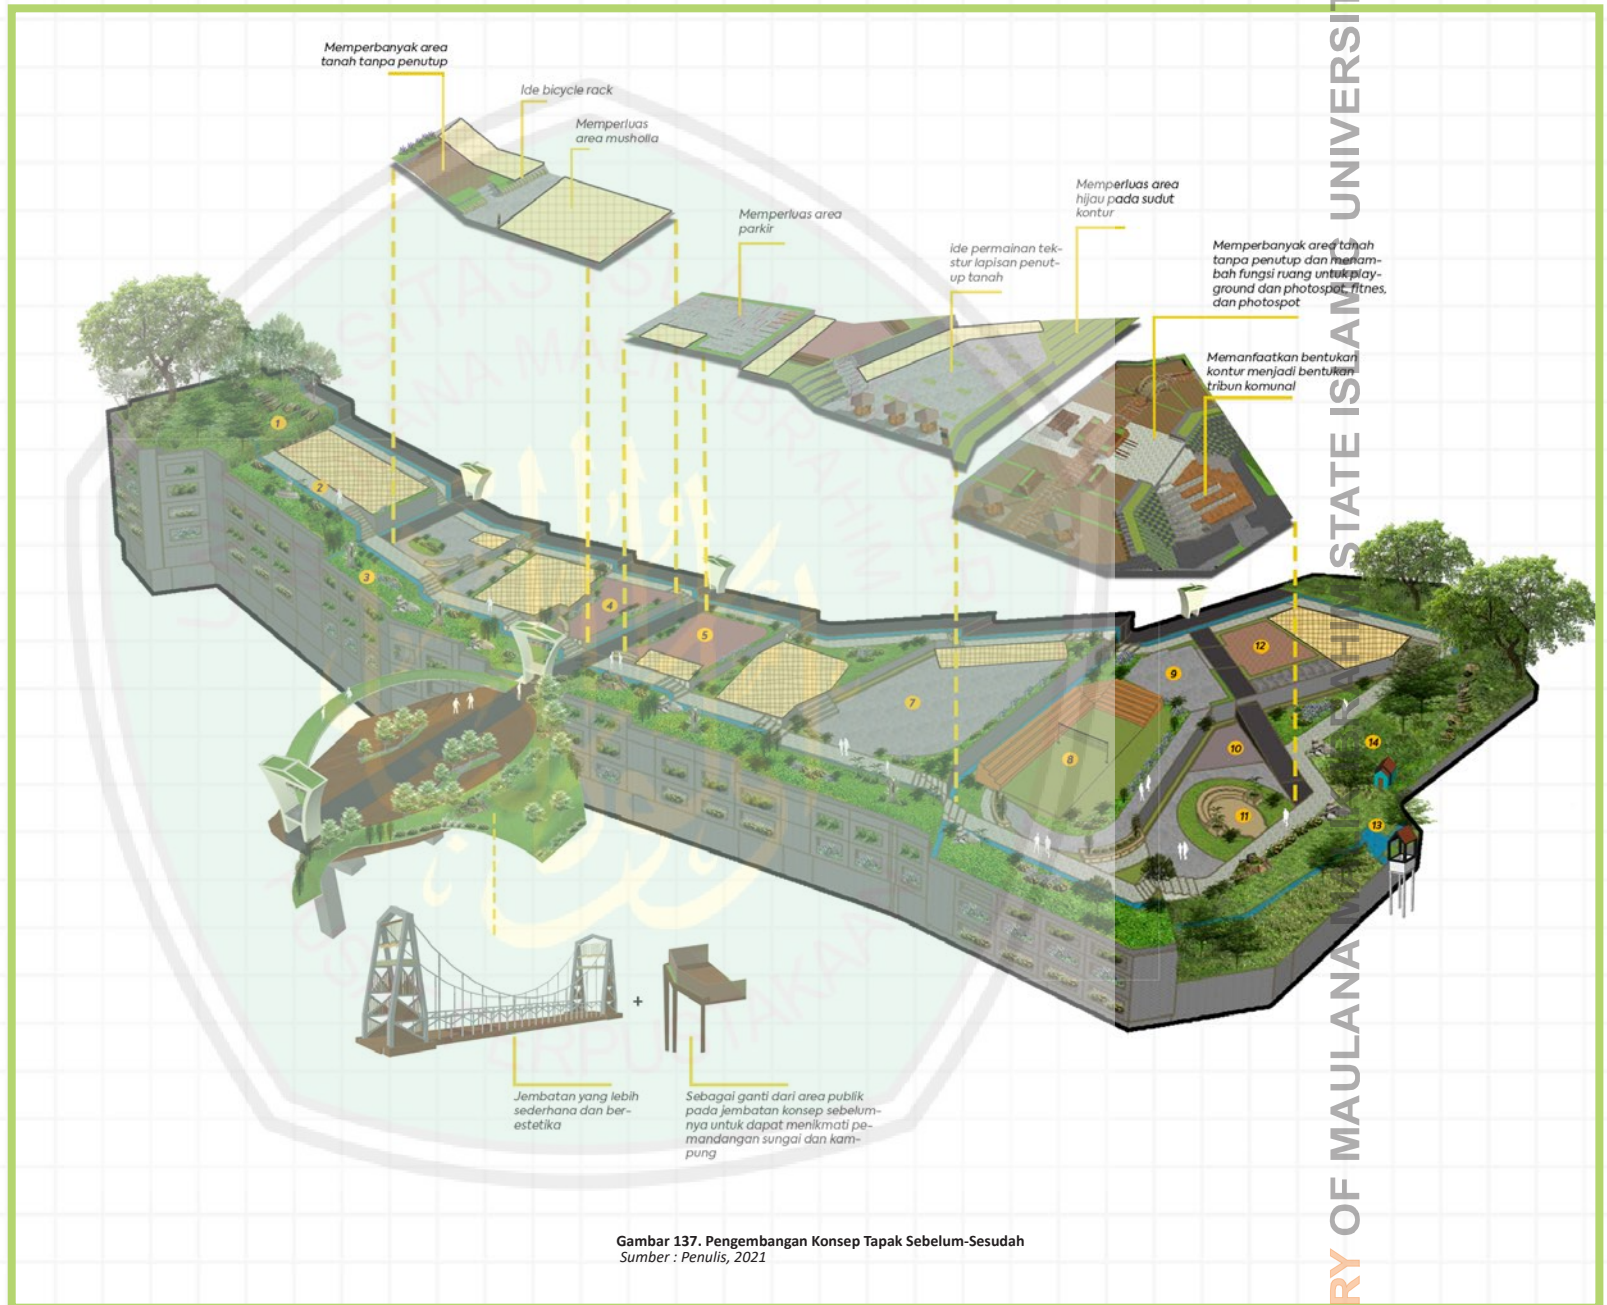 Memperbanyak area
tanah tanpa penutup
Ide bicycle rack
Memperluas
area musholla
Memperluas area
parkir
ide permainan tek-
stur lapisan penut-
up tanah
Memperluas area
hijau pada sudut
kontur
Memperbanyak area tanah
tanpa penutup dan menam-
bah fungsi ruang untuk play-
ground dan photospot, fitnes,
dan photospot
Memanfaatkan bentukan
kontur menjadi bentukan
tribun komunal
1
2
3
4
5
7
8
9
10
11
12
13
14
+
Jembatan yang lebih
sederhana dan ber-
estetika
Sebagai ganti dari area publik
pada jembatan konsep sebelum-
nya untuk dapat menikmati pe-
mandangan sungai dan kam-
pung
Gambar 137. Pengembangan Konsep Tapak Sebelum-Sesudah
Sumber : Penulis, 2021
RY OF MAULANA MALIK IBRAHIM STATE ISLAMIC UNIVERSIT